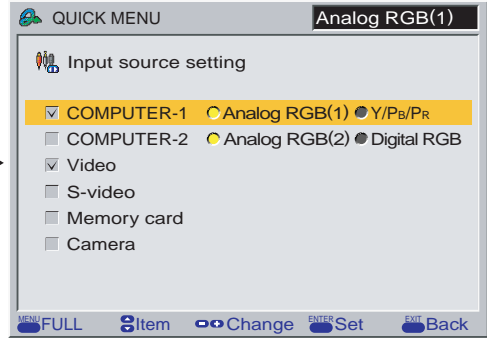 QUICK MENU Analog RGB(1)
Input source setting
COMPUTER-1 Analog RGB(1) Y/PB/PR
COMPUTER-2 Analog RGB(2) Digital RGB
Video
S-video
Memory card
Camera
MENU FULL Item Change ENTER Set EXIT Back